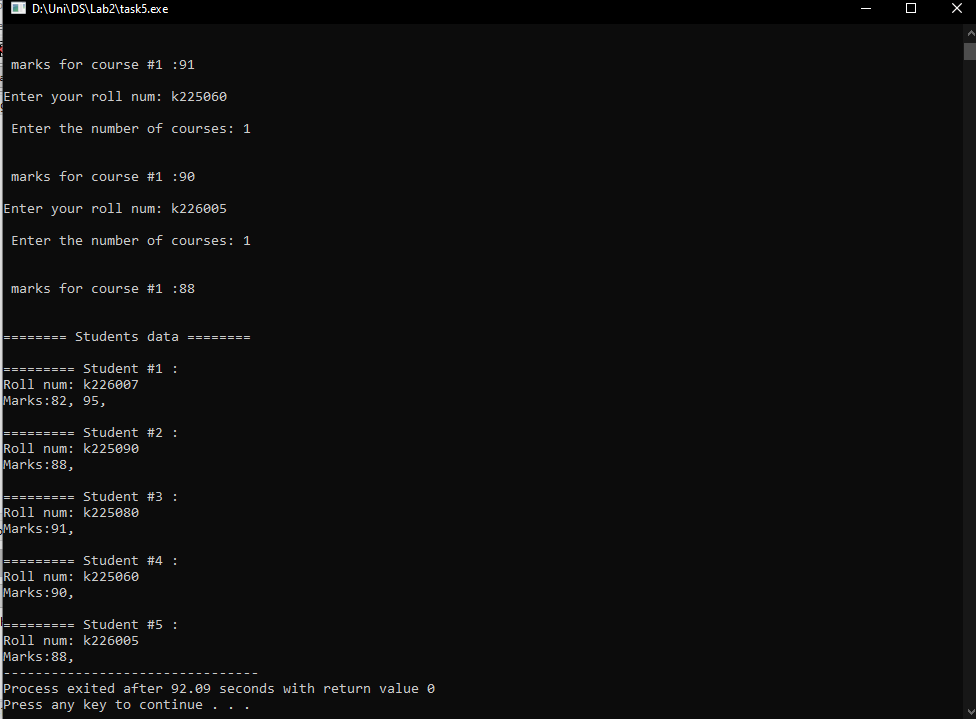 D:\Uni\DS\Lab2\task5.exe
marks for course #1 :91
Enter your roll num: k225060
Enter the number of courses: 1
marks for course #1 :90
Enter your roll num: k226005
Enter the number of courses: 1
marks for course #1 :88
======== Students data ========
========= Student #1 :
Roll num: k226007
Marks:82, 95,
========= Student #2 :
Roll num: k225090
Marks:88,
========= Student #3 :
Roll num: k225080
Marks:91,
========= Student #4 :
Roll num: k225060
Marks:90,
========= Student #5 :
Roll num: k226005
Marks:88,
--------------------------------
Process exited after 92.09 seconds with return value 0
Press any key to continue . . .